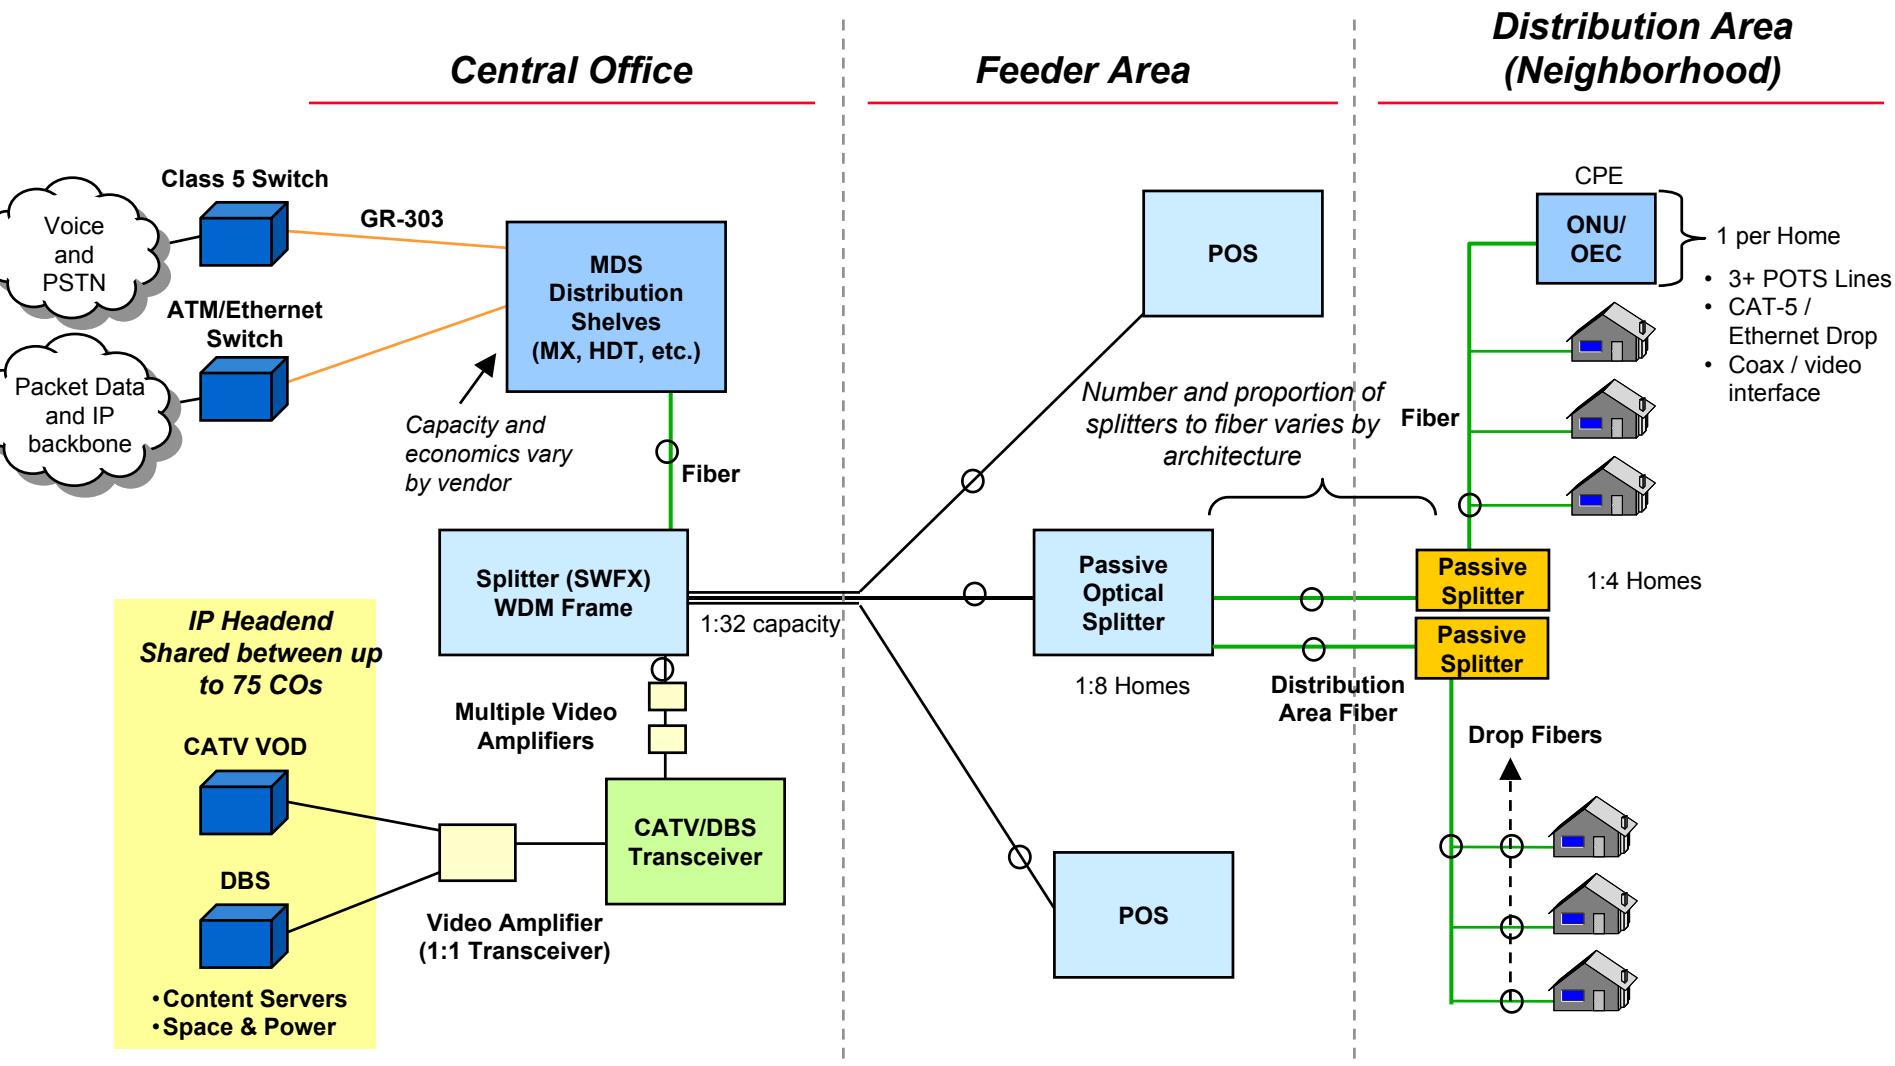 Central Office
Feeder Area
Distribution Area
(Neighborhood)
Class 5 Switch
GR-303
Voice
and
PSTN
ATM/Ethernet
Switch
Packet Data
and IP
backbone
MDS
Distribution
Shelves
(MX, HDT, etc.)
Capacity and
economics vary
by vendor
Fiber
Splitter (SWFX)
WDM Frame
1:32 capacity
IP Headend
Shared between up
to 75 COs
CATV VOD
DBS
•Content Servers
•Space & Power
Multiple Video
Amplifiers
CATV/DBS
Transceiver
Video Amplifier
(1:1 Transceiver)
POS
Number and proportion of
splitters to fiber varies by
architecture
Passive
Optical
Splitter
1:8 Homes
Distribution
Area Fiber
POS
CPE
ONU/
OEC
1 per Home
• 3+ POTS Lines
• CAT-5 /
Ethernet Drop
• Coax / video
interface
Fiber
Passive
Splitter
1:4 Homes
Passive
Splitter
Drop Fibers